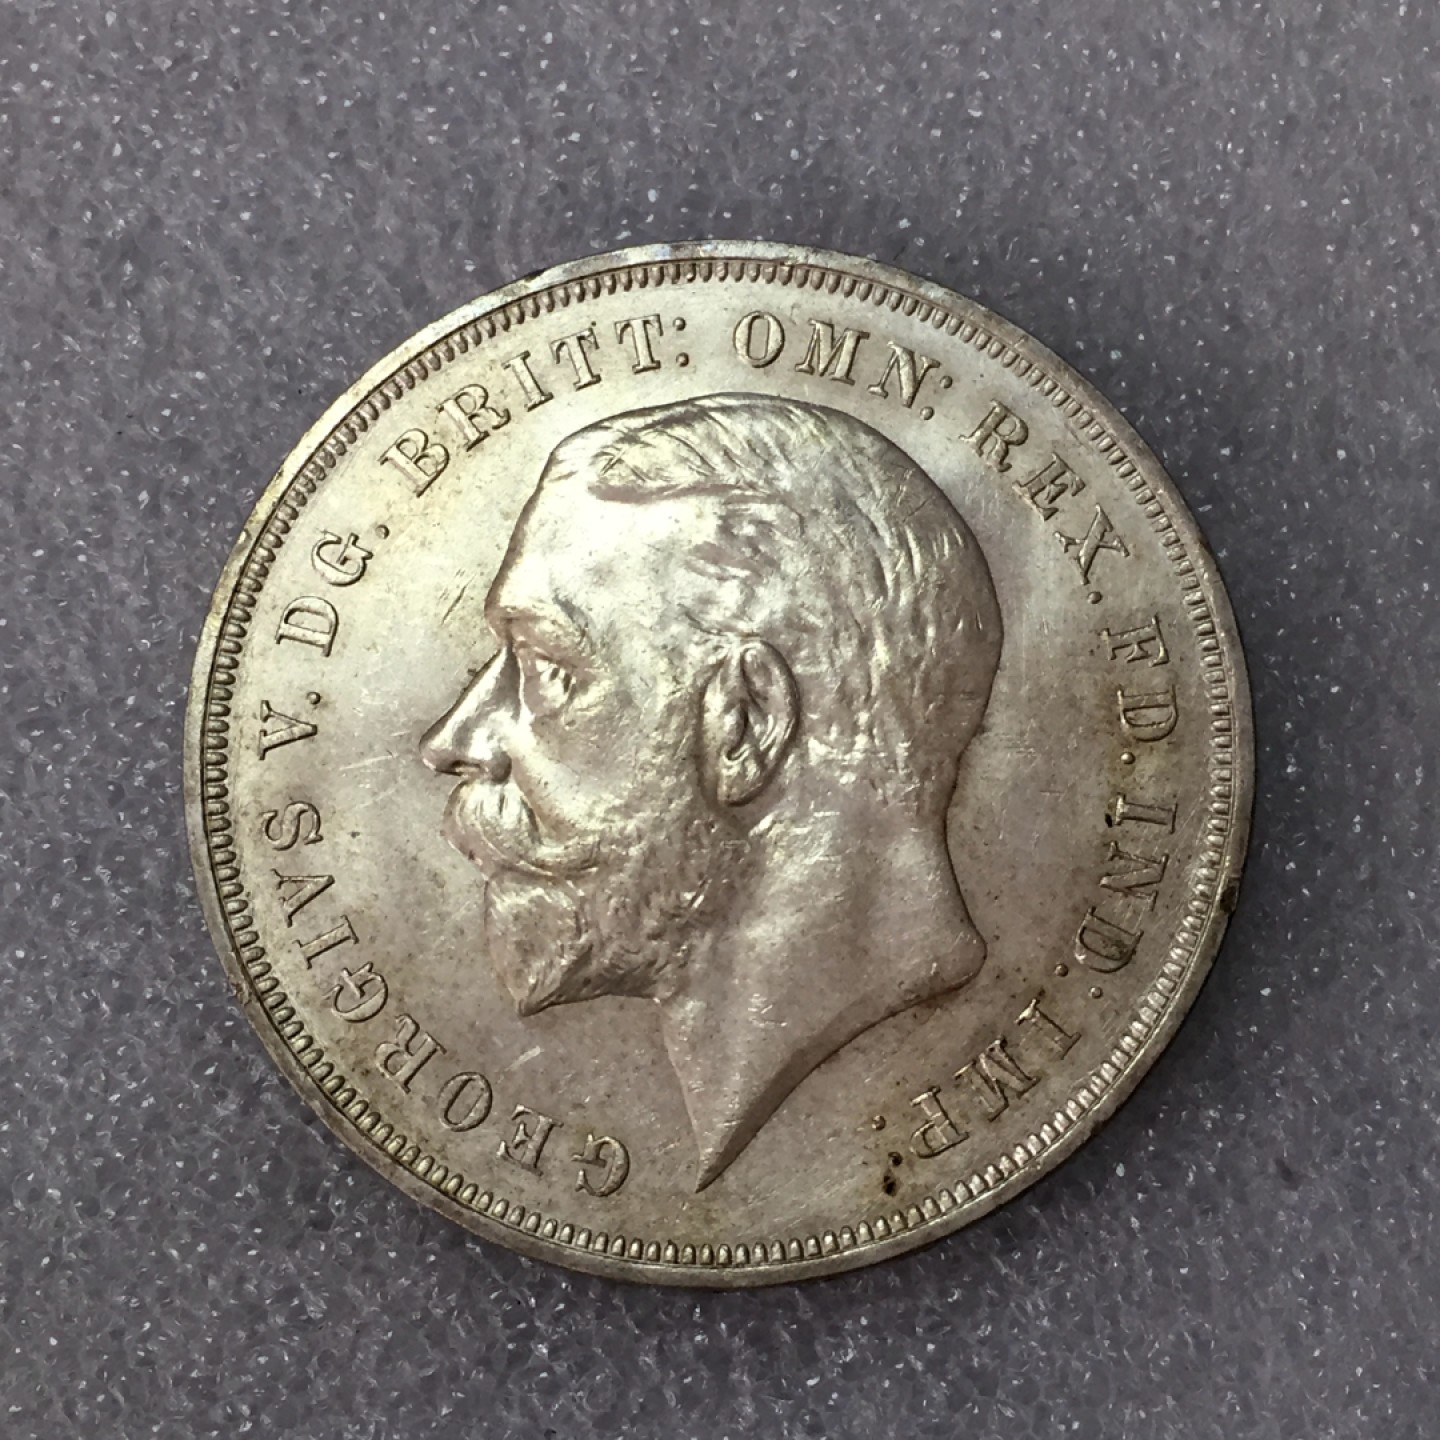 GEORGIVS V. DG. BRITT: OMN: REX. FD. IND: IMP: